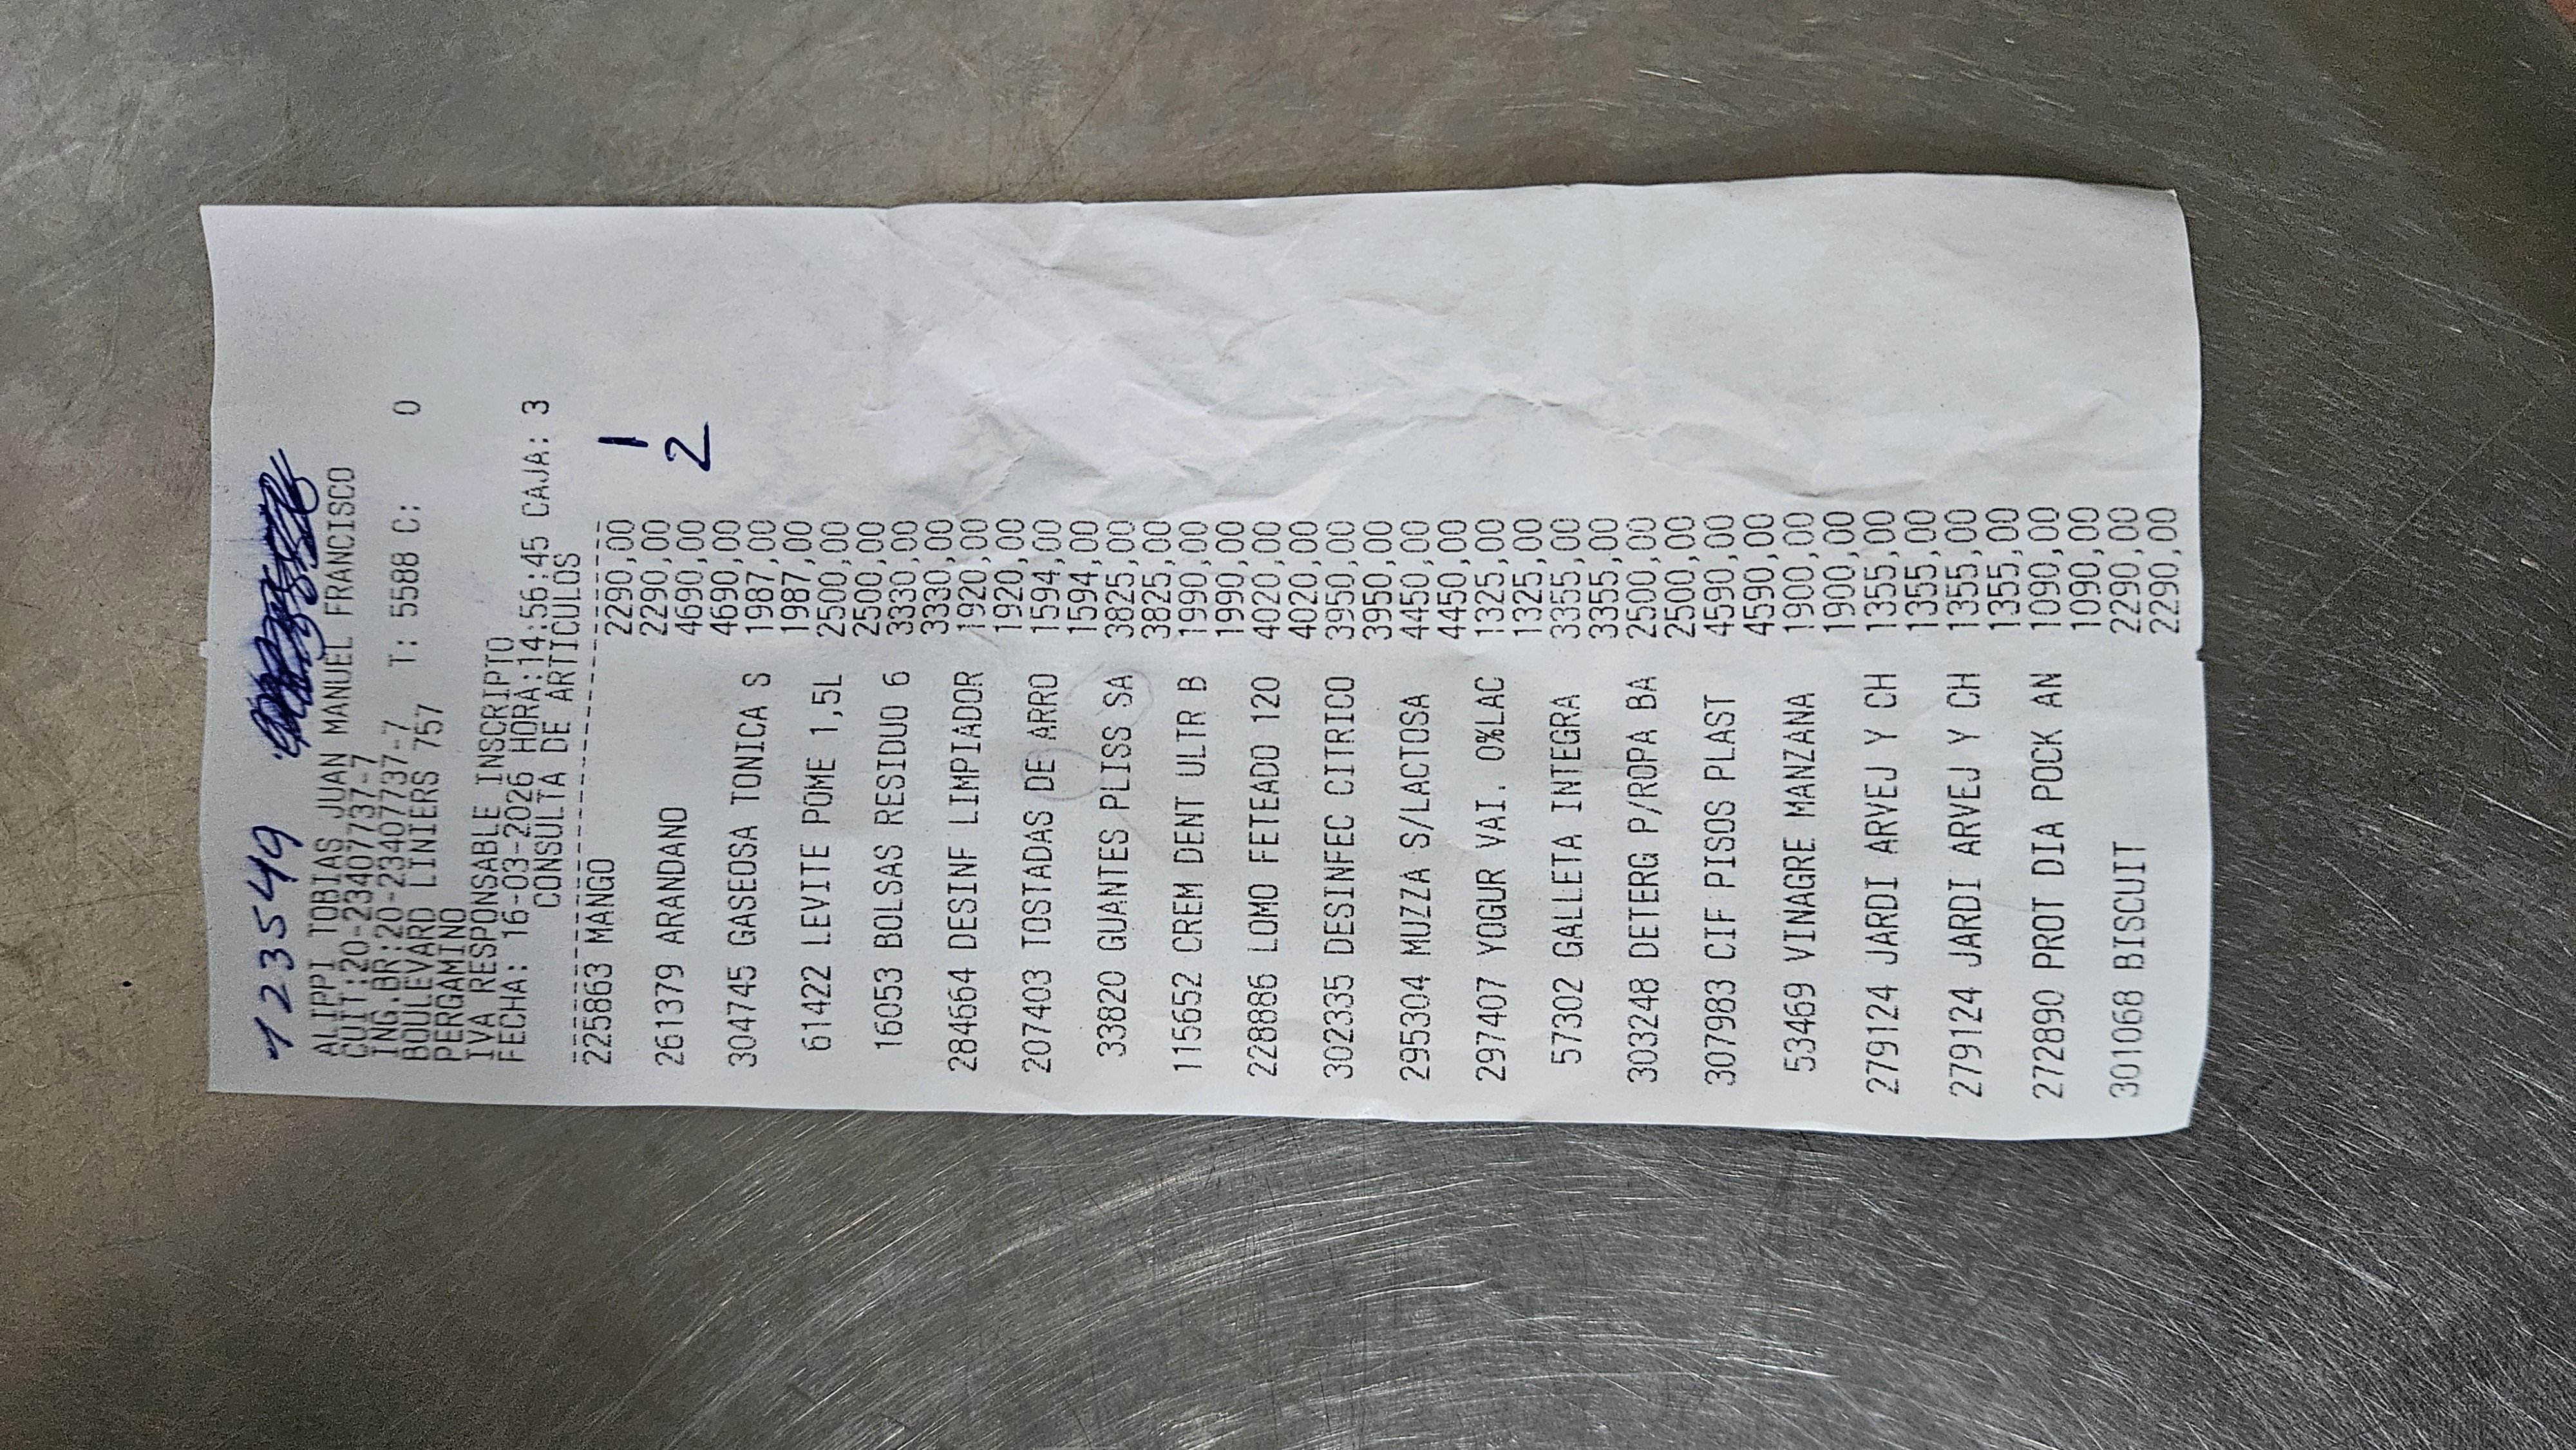 123549
ALIPPI TOBIAS JUAN MANUEL FRANCISCO
CUIT:20-23407737-7
ING.BR:20-23407737-7
BOULEVARD LINIERS 757 T: 5588 C: 0
PERGAMINO
IVA RESPONSABLE INSCRIPTO
FECHA: 16-03-2026 HORA:14:56:45 CAJA: 3
CONSULTA DE ARTICULOS
225863 MANGO 2290,00 1
2290,00
261379 ARANDANO 4690,00 2
4690,00
304745 GASEOSA TONICA S 1987,00
1987,00
61422 LEVITE POME 1,5L 2500,00
2500,00
16053 BOLSAS RESIDUO 6 3330,00
3330,00
284664 DESINF LIMPIADOR 1920,00
1920,00
207403 TOSTADAS DE ARRO 1594,00
1594,00
33820 GUANTES PLISS SA 3825,00
3825,00
115652 CREM DENT ULTR B 1990,00
1990,00
228886 LOMO FETEADO 120 4020,00
4020,00
302335 DESINFEC CITRICO 3950,00
3950,00
295304 MUZZA S/LACTOSA 4450,00
4450,00
297407 YOGUR VAI. 0%LAC 1325,00
1325,00
57302 GALLETA INTEGRA 3355,00
3355,00
303248 DETERG P/ROPA BA 2500,00
2500,00
307983 CIF PISOS PLAST 4590,00
4590,00
53469 VINAGRE MANZANA 1900,00
1900,00
279124 JARDI ARVEJ Y CH 1355,00
1355,00
279124 JARDI ARVEJ Y CH 1355,00
1355,00
272890 PROT DIA POCK AN 1090,00
1090,00
301068 BISCUIT 2290,00
2290,00